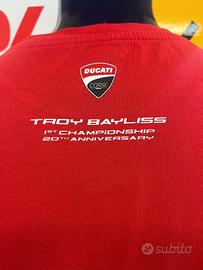 DUCATI
CORSE
TROY BAYLISS
1ST CHAMPIONSHIP
20TH ANNIVERSARY
subito